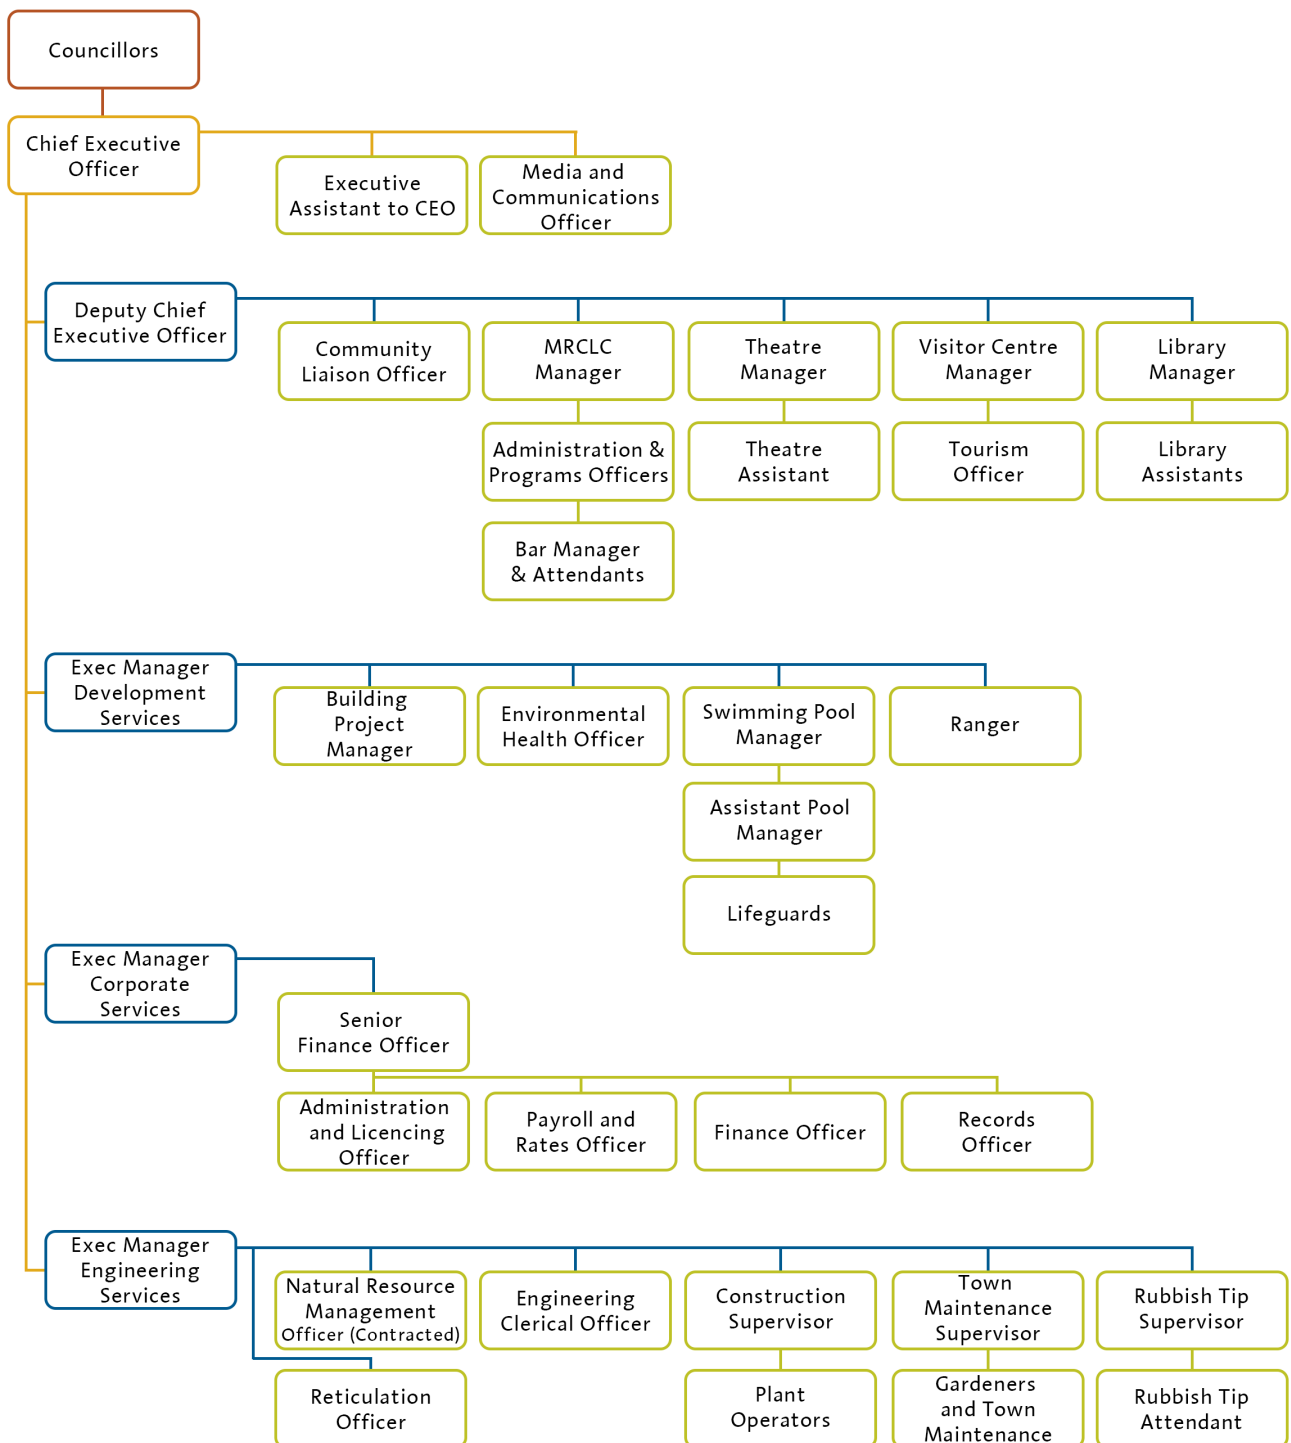 Councillors
Chief Executive
Officer
Executive
Assistant to CEO
Media and
Communications
Officer
Deputy Chief
Executive Officer
Community
Liaison Officer
MRCLC
Manager
Theatre
Manager
Visitor Centre
Manager
Library
Manager
Administration &
Programs Officers
Theatre
Assistant
Tourism
Officer
Library
Assistants
Bar Manager
& Attendants
Exec Manager
Development
Services
Building
Project
Manager
Environmental
Health Officer
Swimming Pool
Manager
Ranger
Assistant Pool
Manager
Lifeguards
Exec Manager
Corporate
Services
Senior
Finance Officer
Administration
and Licencing
Officer
Payroll and
Rates Officer
Finance Officer
Records
Officer
Exec Manager
Engineering
Services
Natural Resource
Management
Officer (Contracted)
Engineering
Clerical Officer
Construction
Supervisor
Town
Maintenance
Supervisor
Rubbish Tip
Supervisor
Reticulation
Officer
Plant
Operators
Gardeners
and Town
Maintenance
Rubbish Tip
Attendant